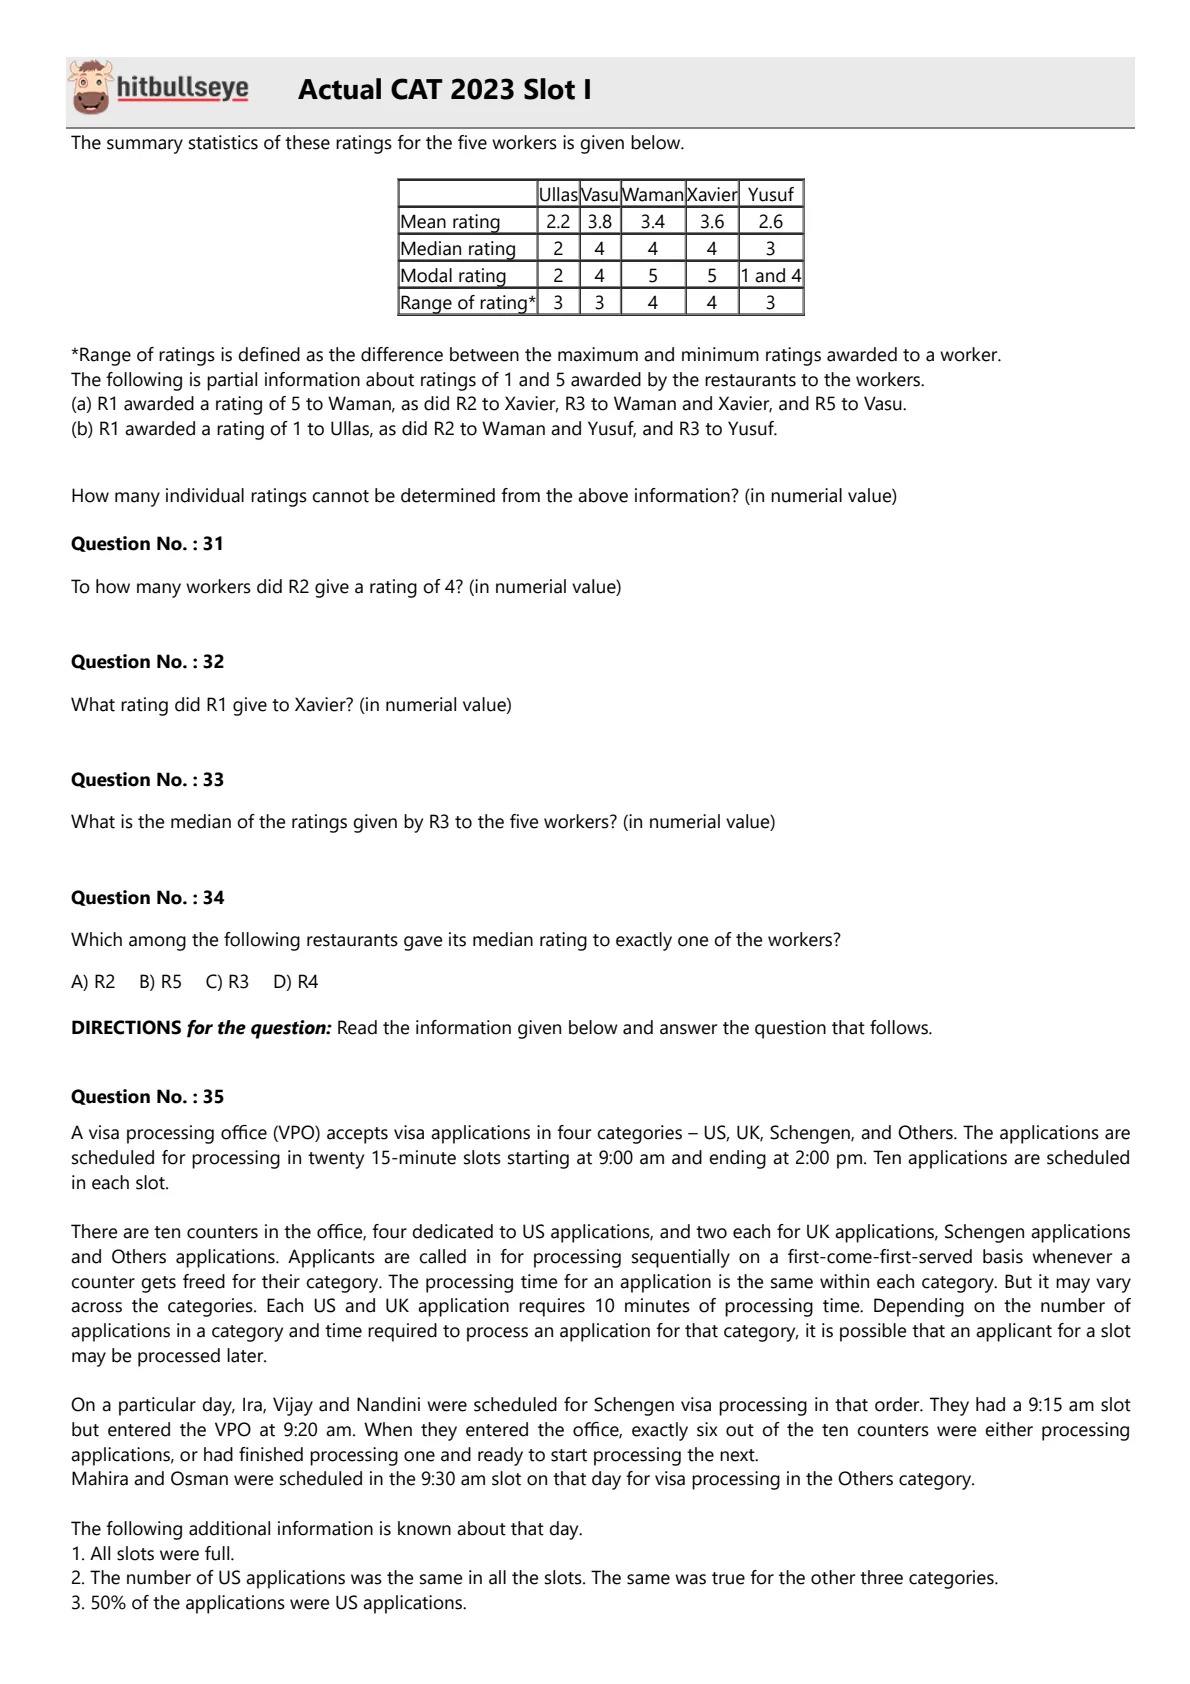 hitbullseye Actual CAT 2023 Slot I
The summary statistics of these ratings for the five workers is given below.
Ullas Vasu Waman Xavier Yusuf
Mean rating 2.2 3.8 3.4 3.6 2.6
Median rating 2 4 4 4 3
Modal rating 2 4 5 5 1 and 4
Range of rating* 3 3 4 4 3
*Range of ratings is defined as the difference between the maximum and minimum ratings awarded to a worker.
The following is partial information about ratings of 1 and 5 awarded by the restaurants to the workers.
(a) R1 awarded a rating of 5 to Waman, as did R2 to Xavier, R3 to Waman and Xavier, and R5 to Vasu.
(b) R1 awarded a rating of 1 to Ullas, as did R2 to Waman and Yusuf, and R3 to Yusuf.
How many individual ratings cannot be determined from the above information? (in numerial value)
Question No. : 31
To how many workers did R2 give a rating of 4? (in numerial value)
Question No. : 32
What rating did R1 give to Xavier? (in numerial value)
Question No. : 33
What is the median of the ratings given by R3 to the five workers? (in numerial value)
Question No. : 34
Which among the following restaurants gave its median rating to exactly one of the workers?
A) R2 B) R5 C) R3 D) R4
DIRECTIONS for the question: Read the information given below and answer the question that follows.
Question No. : 35
A visa processing office (VPO) accepts visa applications in four categories – US, UK, Schengen, and Others. The applications are
scheduled for processing in twenty 15-minute slots starting at 9:00 am and ending at 2:00 pm. Ten applications are scheduled
in each slot.
There are ten counters in the office, four dedicated to US applications, and two each for UK applications, Schengen applications
and Others applications. Applicants are called in for processing sequentially on a first-come-first-served basis whenever a
counter gets freed for their category. The processing time for an application is the same within each category. But it may vary
across the categories. Each US and UK application requires 10 minutes of processing time. Depending on the number of
applications in a category and time required to process an application for that category, it is possible that an applicant for a slot
may be processed later.
On a particular day, Ira, Vijay and Nandini were scheduled for Schengen visa processing in that order. They had a 9:15 am slot
but entered the VPO at 9:20 am. When they entered the office, exactly six out of the ten counters were either processing
applications, or had finished processing one and ready to start processing the next.
Mahira and Osman were scheduled in the 9:30 am slot on that day for visa processing in the Others category.
The following additional information is known about that day.
1. All slots were full.
2. The number of US applications was the same in all the slots. The same was true for the other three categories.
3. 50% of the applications were US applications.